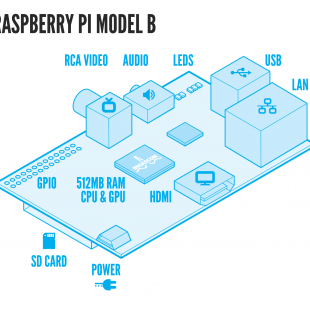 RASPBERRY PI MODEL B
RCA VIDEO
AUDIO
LEDS
USB
LAN
GPIO
512MB RAM
CPU & GPU
HDMI
SD CARD
POWER